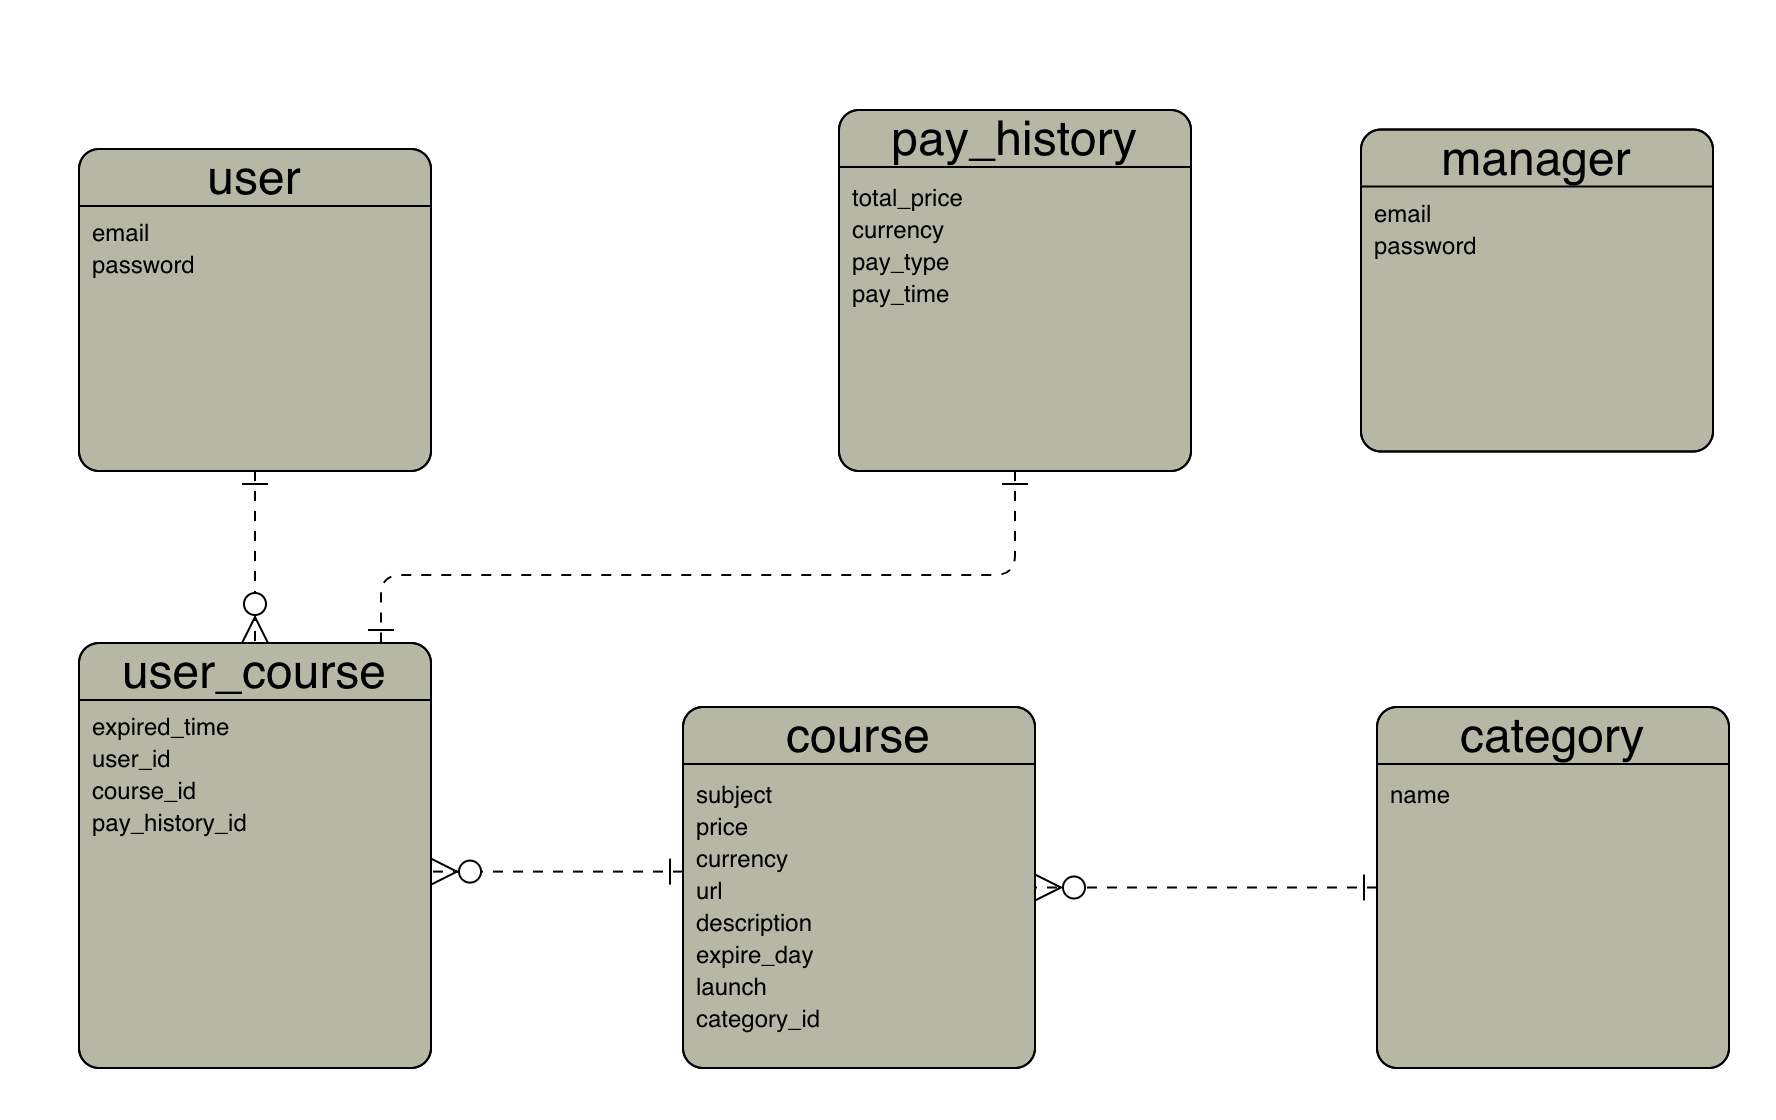 user
email
password
pay_history
total_price
currency
pay_type
pay_time
manager
email
password
user_course
expired_time
user_id
course_id
pay_history_id
course
subject
price
currency
url
description
expire_day
launch
category_id
category
name